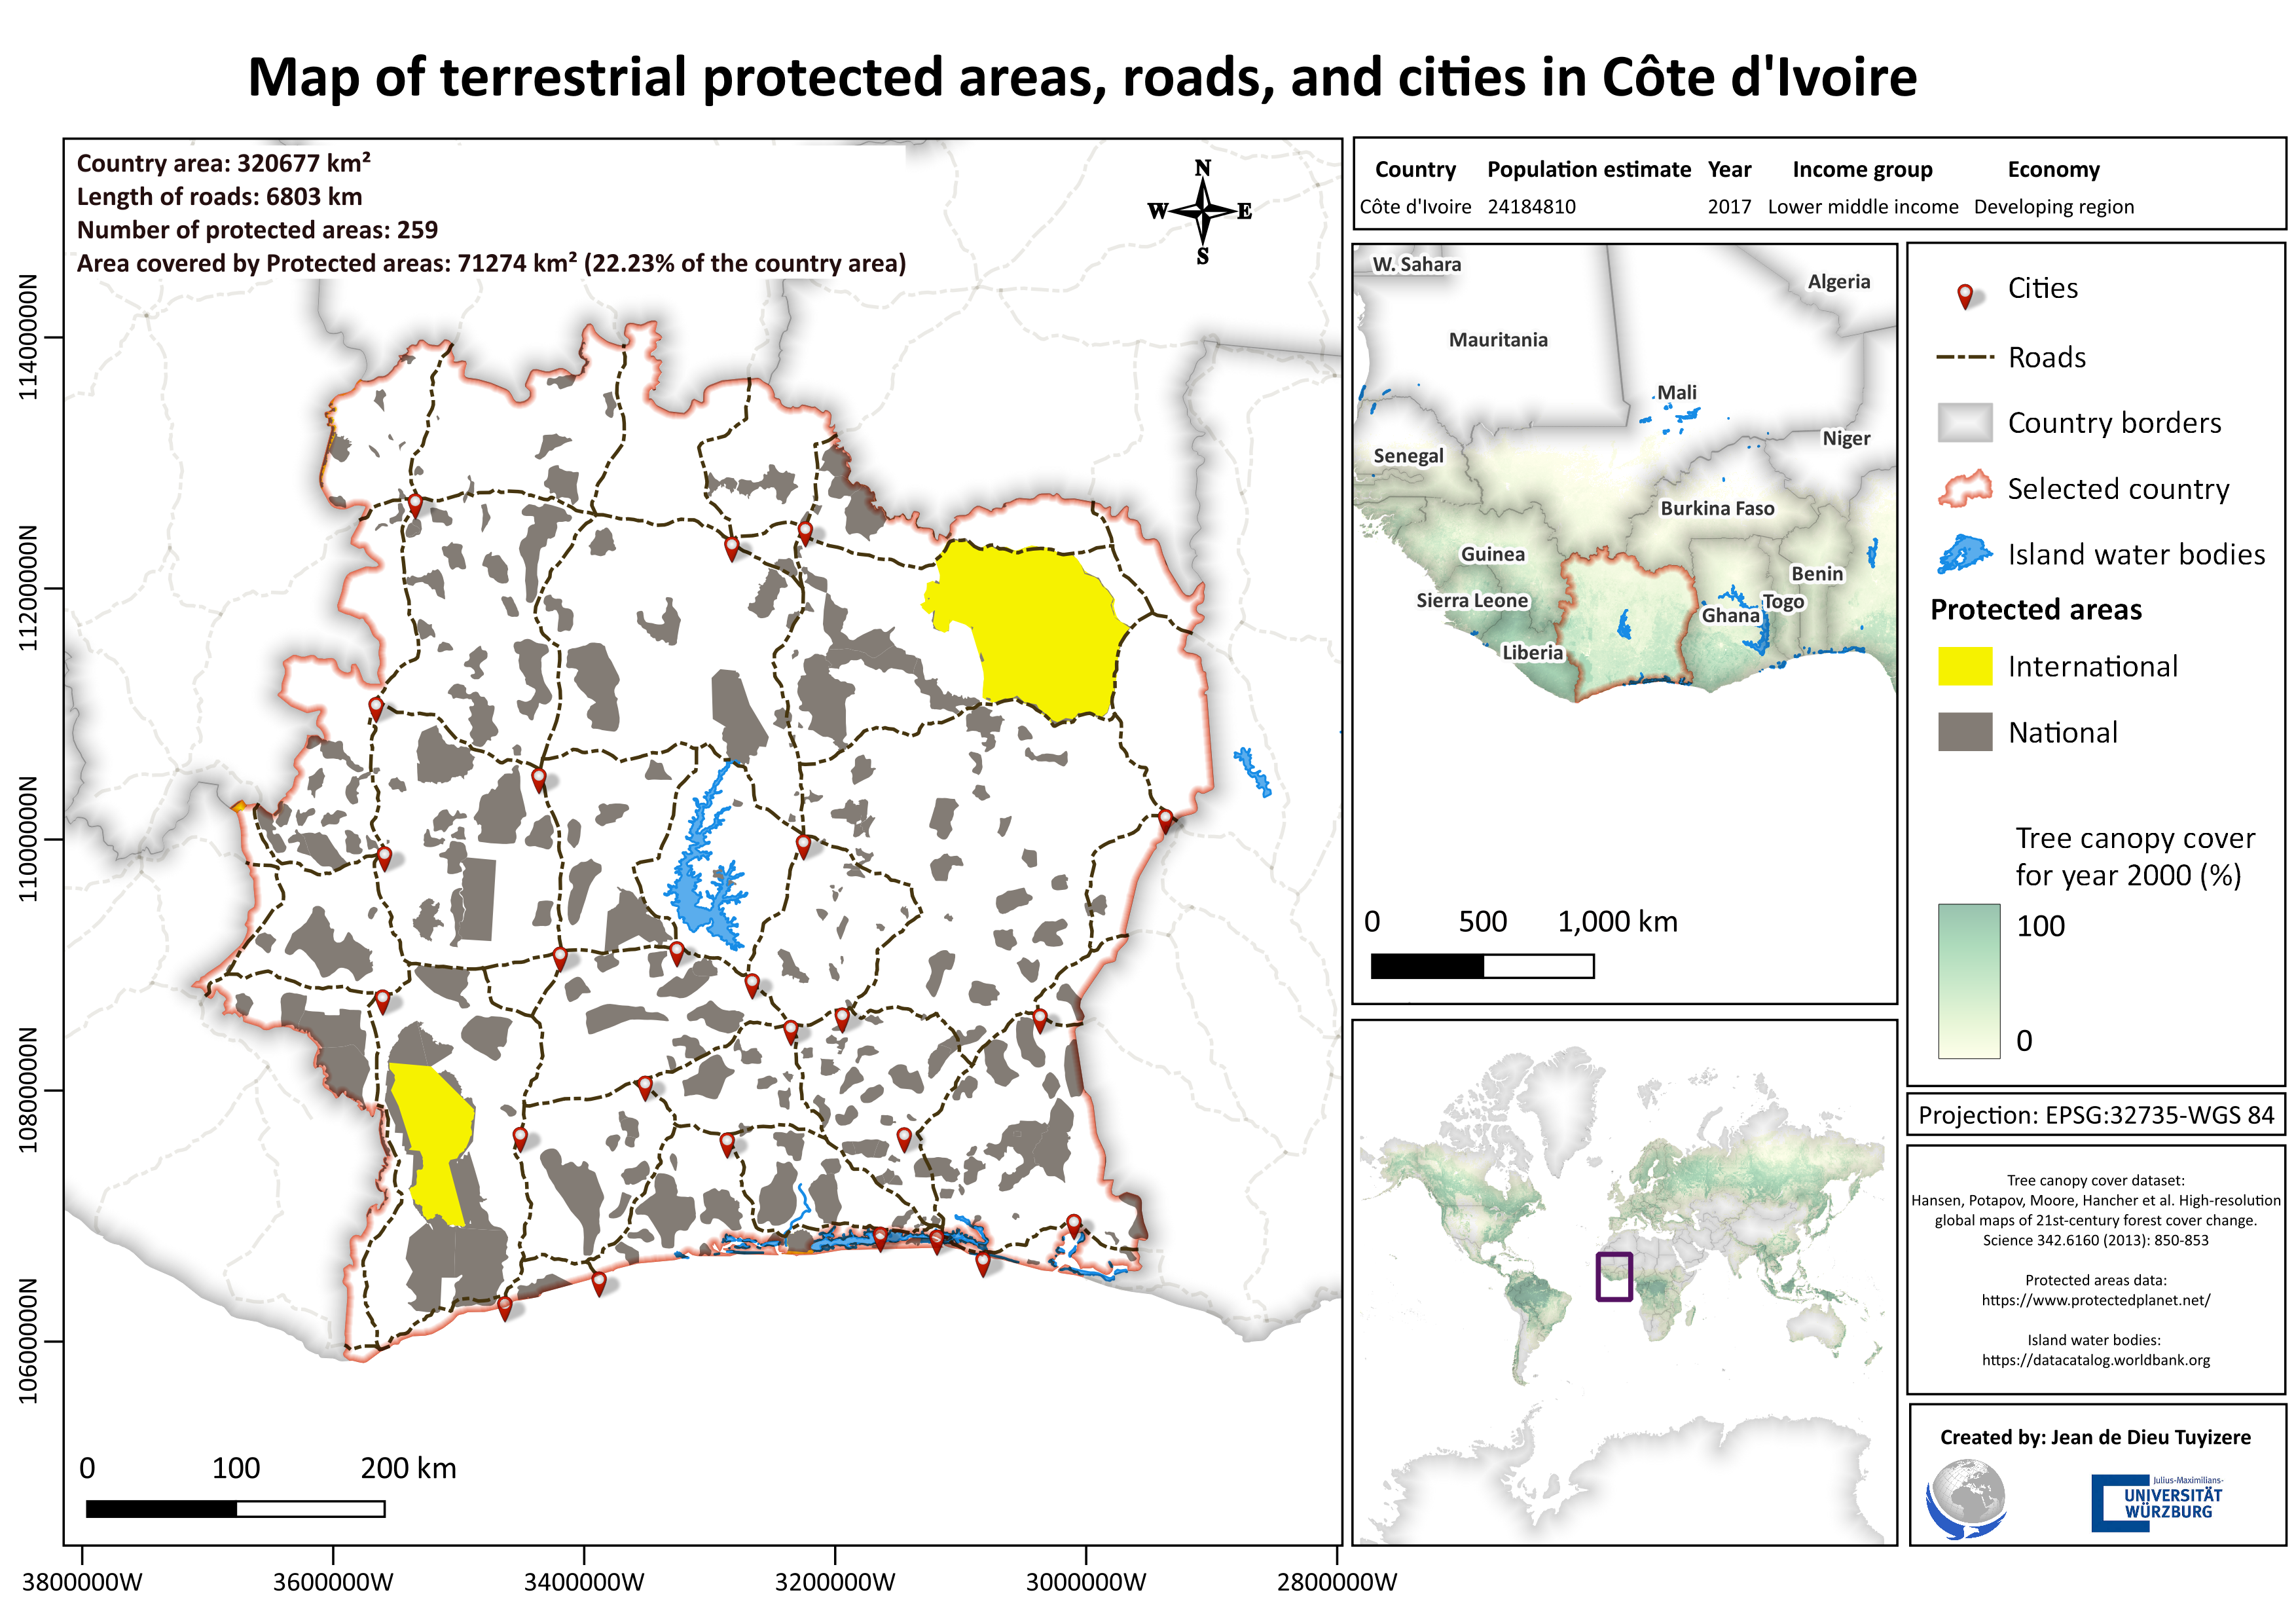 Map of terrestrial protected areas, roads, and cities in Côte d'Ivoire
Country area: 320677 km²
Length of roads: 6803 km
Number of protected areas: 259
Area covered by Protected areas: 71274 km² (22.23% of the country area)
N
W E
S
11400000N
11200000N
11000000N
10800000N
10600000N
0 100 200 km
3800000W 3600000W 3400000W 3200000W 3000000W 2800000W
Country Population estimate Year Income group Economy
Côte d'Ivoire 24184810 2017 Lower middle income Developing region
W. Sahara
Algeria
Mauritania
Mali
Niger
Senegal
Burkina Faso
Guinea
Benin
Sierra Leone
Togo
Ghana
Liberia
0 500 1,000 km
Cities
Roads
Country borders
Selected country
Island water bodies
Protected areas
International
National
Tree canopy cover
for year 2000 (%)
100
0
Projection: EPSG:32735-WGS 84
Tree canopy cover dataset:
Hansen, Potapov, Moore, Hancher et al. High-resolution
global maps of 21st-century forest cover change.
Science 342.6160 (2013): 850-853
Protected areas data:
https://www.protectedplanet.net/
Island water bodies:
https://datacatalog.worldbank.org
Created by: Jean de Dieu Tuyizere
Julius-Maximilians-
UNIVERSITÄT
WÜRZBURG